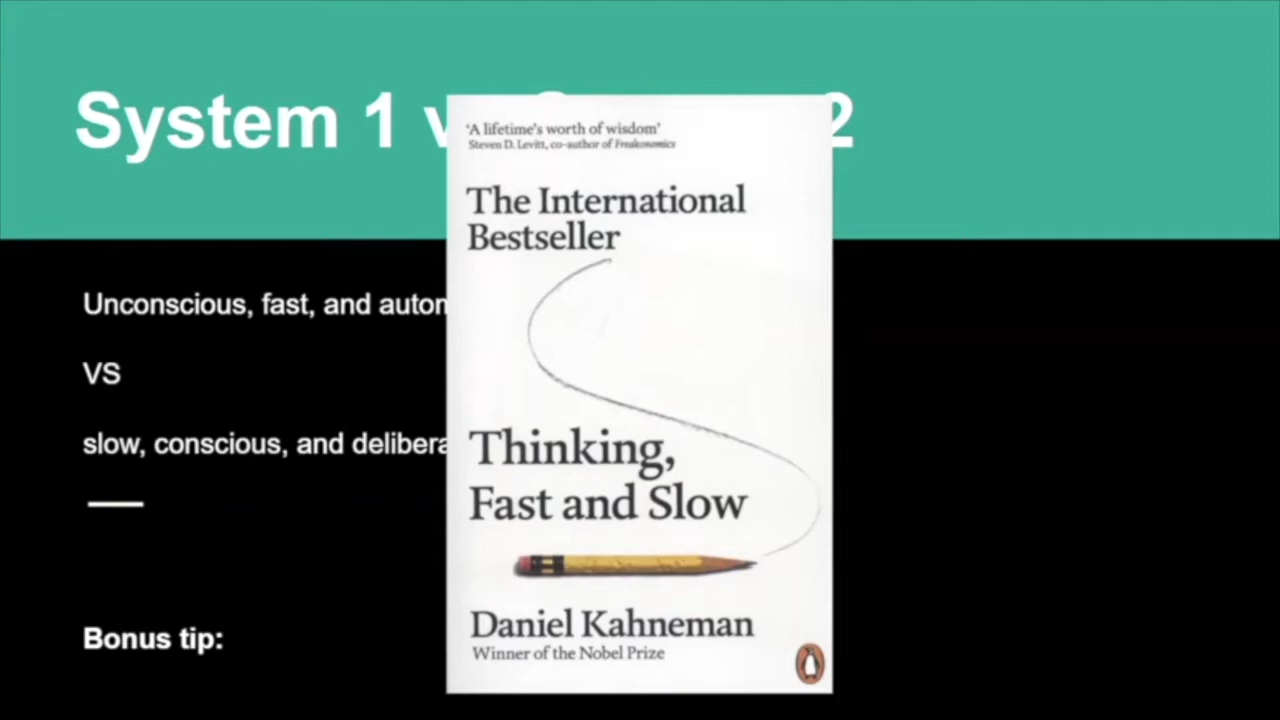 System 1 v 2
'A lifetime's worth of wisdom'
Steven D. Levitt, co-author of Freakonomics
The International
Bestseller
Unconscious, fast, and autom
VS
slow, conscious, and delibera
Thinking,
Fast and Slow
Daniel Kahneman
Winner of the Nobel Prize
Bonus tip: